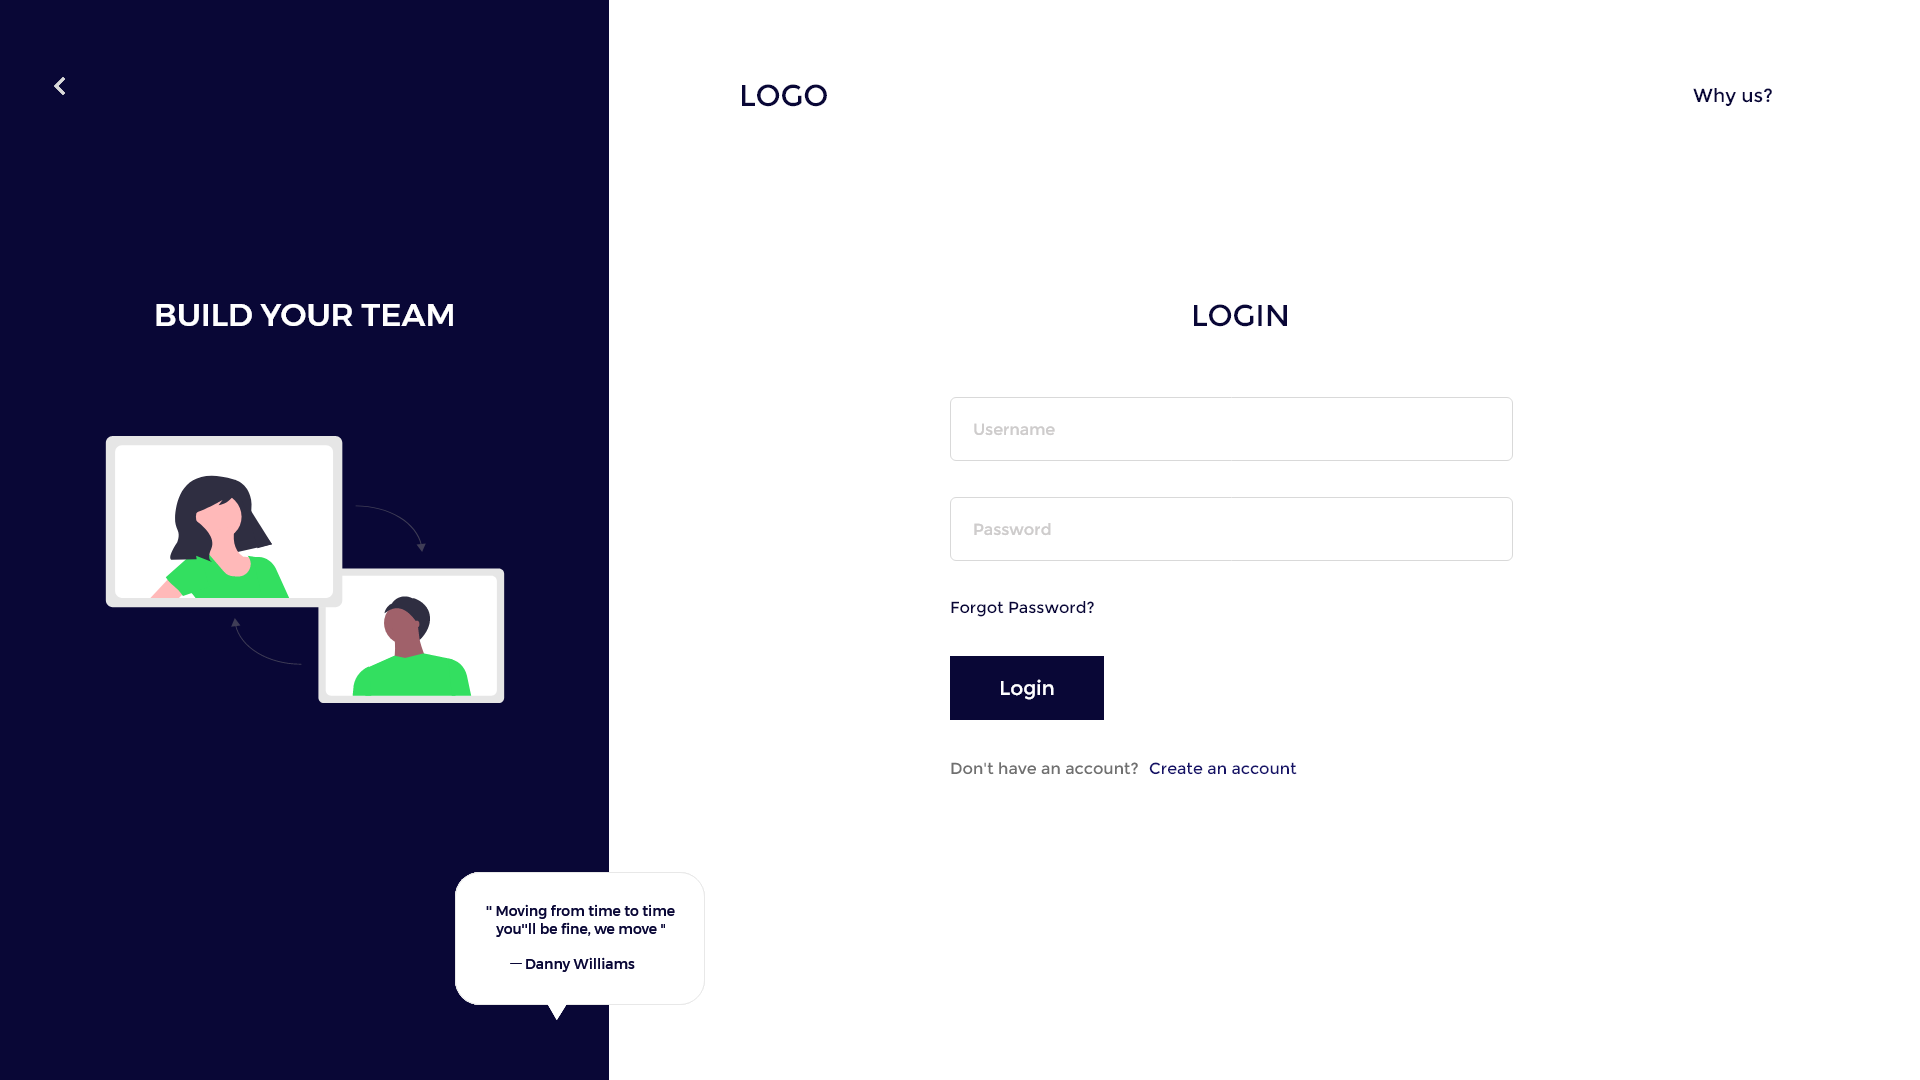 LOGO
Why us?
BUILD YOUR TEAM
LOGIN
Username
Password
Forgot Password?
Login
Don't have an account? Create an account
" Moving from time to time
you"ll be fine, we move "
— Danny Williams